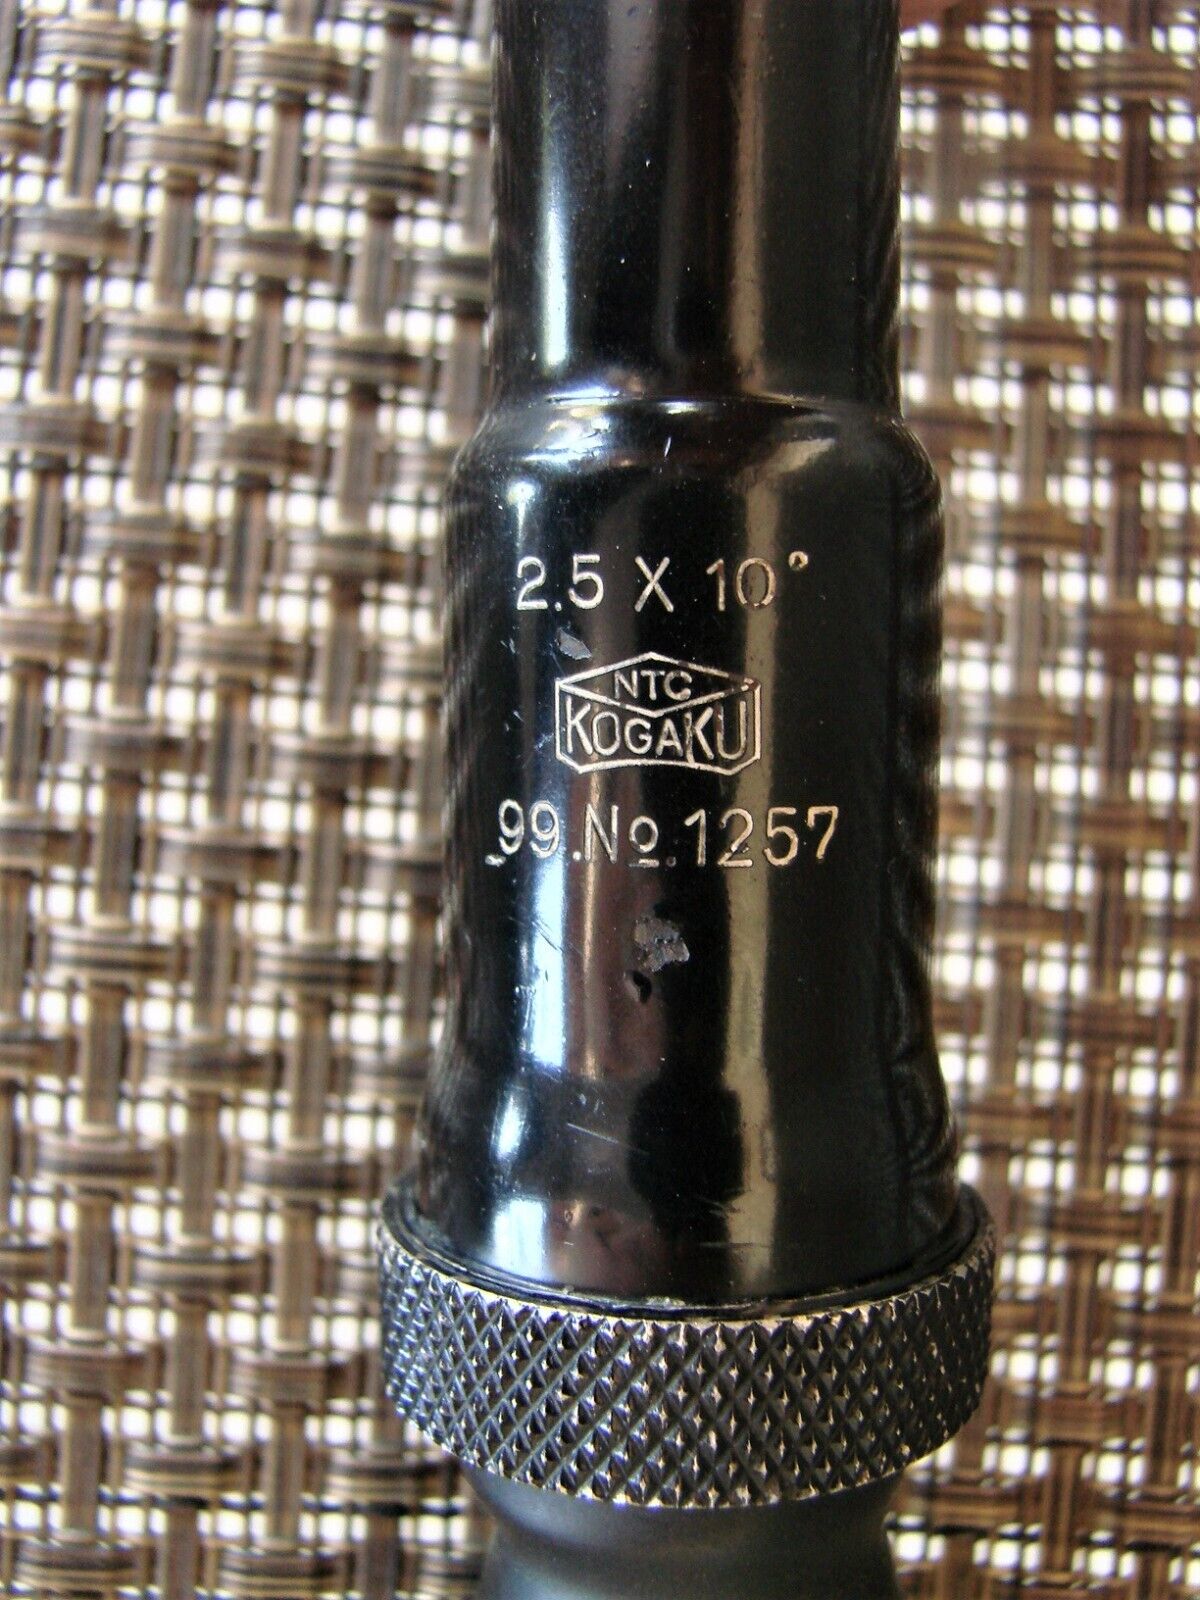 2.5 X 10°
NTC
KOGAKU
.99.No.1257